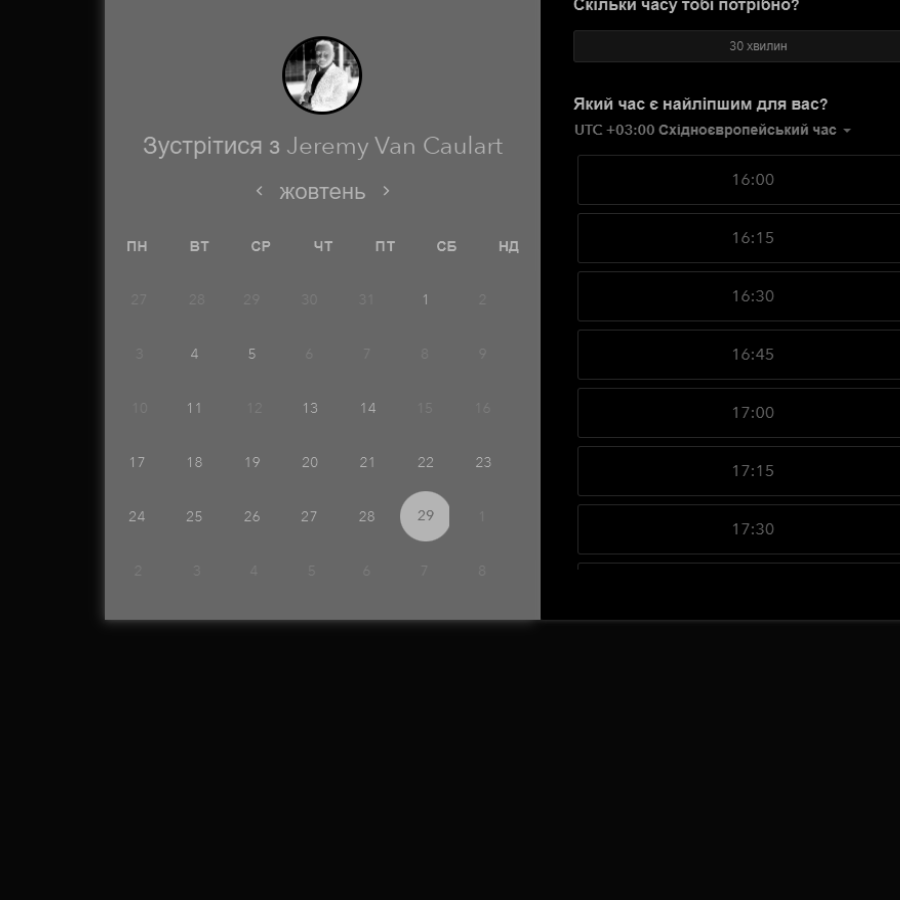 Зустрітися з Jeremy Van Caulart
жовтень
ПН ВТ СР ЧТ ПТ СБ НД
27 28 29 30 31 1 2
3 4 5 6 7 8 9
10 11 12 13 14 15 16
17 18 19 20 21 22 23
24 25 26 27 28 29 1
2 3 4 5 6 7 8
Скільки часу тобі потрібно?
30 хвилин
Який час є найліпшим для вас?
UTC +03:00 Східноєвропейський час
16:00
16:15
16:30
16:45
17:00
17:15
17:30